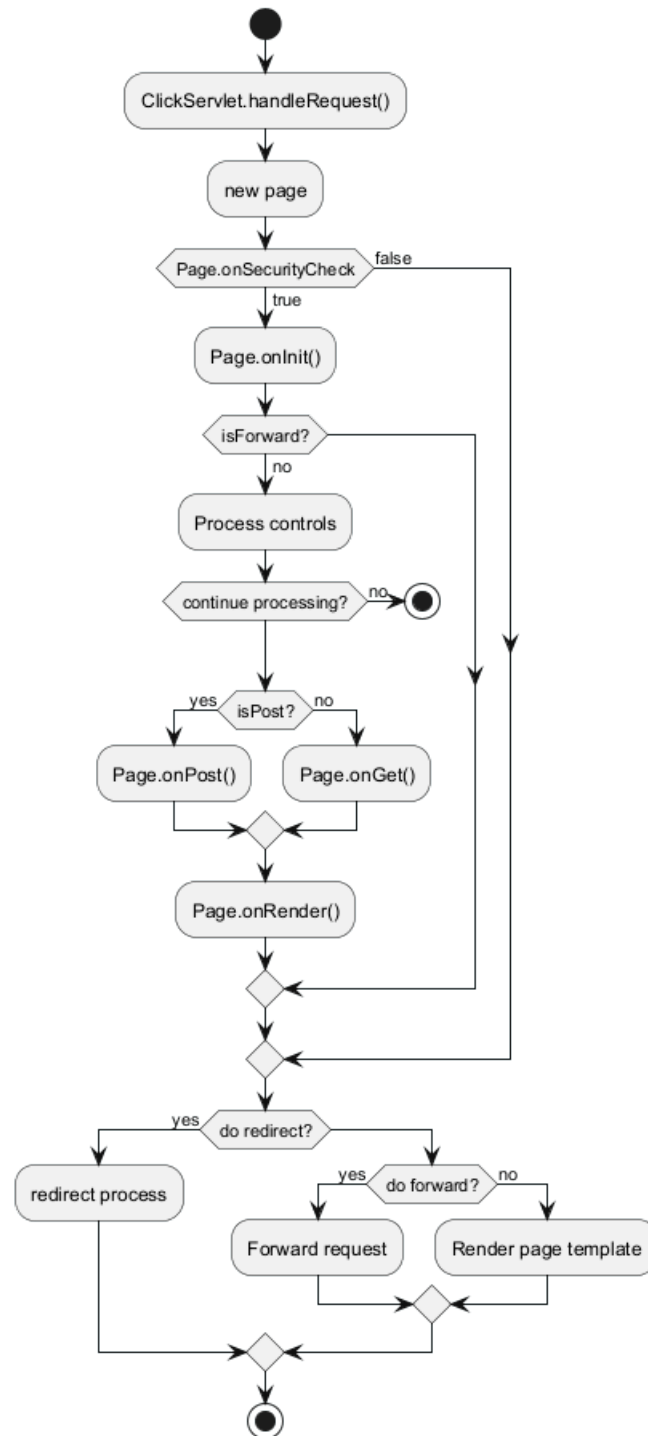 ClickServlet.handleRequest()
new page
Page.onSecurityCheck
false
true
Page.onInit()
isForward?
no
Process controls
continue processing?
no
yes
isPost?
no
Page.onPost()
Page.onGet()
Page.onRender()
yes
do redirect?
redirect process
yes
do forward?
no
Forward request
Render page template